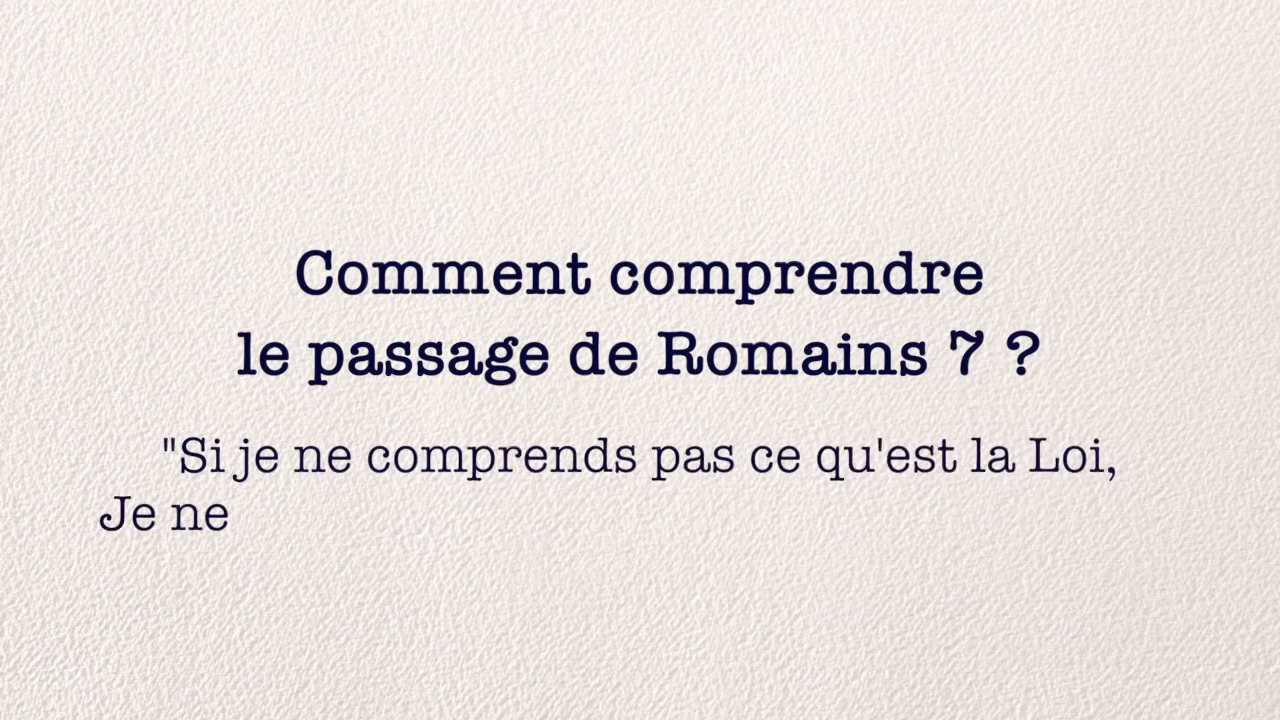 Comment comprendre
le passage de Romains 7 ?
"Si je ne comprends pas ce qu'est la Loi,
Je ne